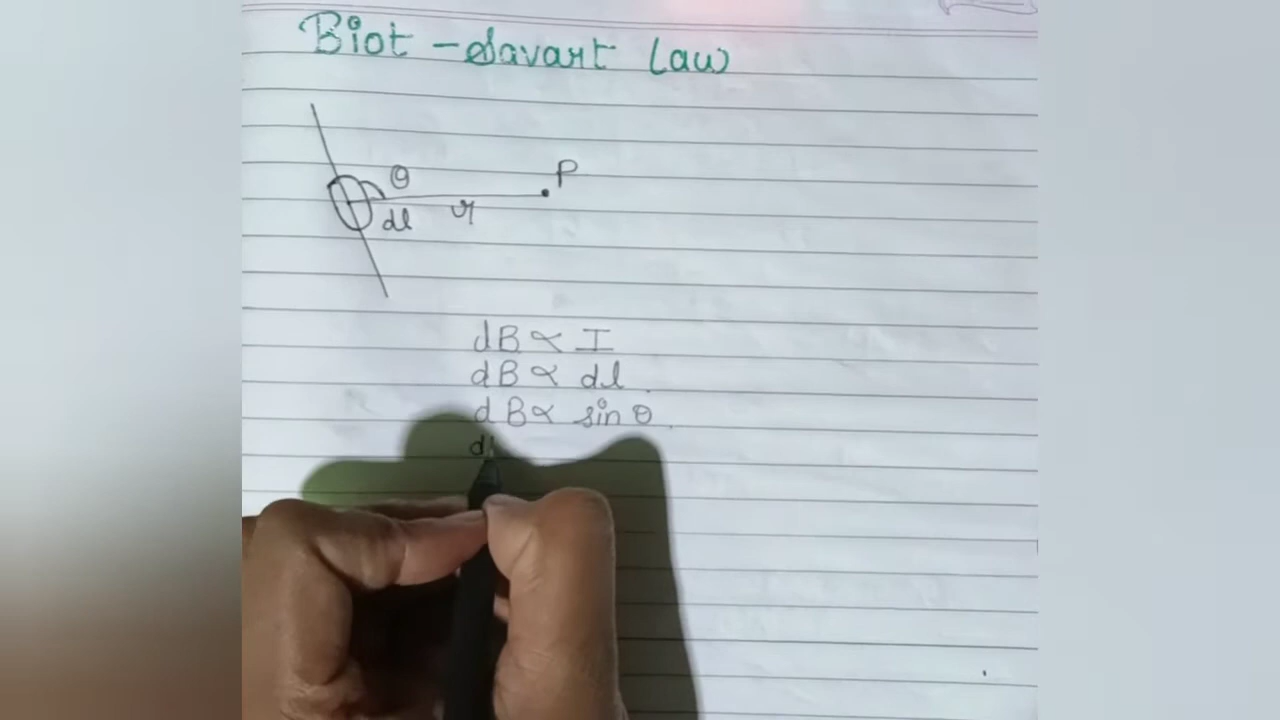 Biot - Savart Law
θ
P
dl
r
dB ∝ I
dB ∝ dl
dB ∝ sin θ
d